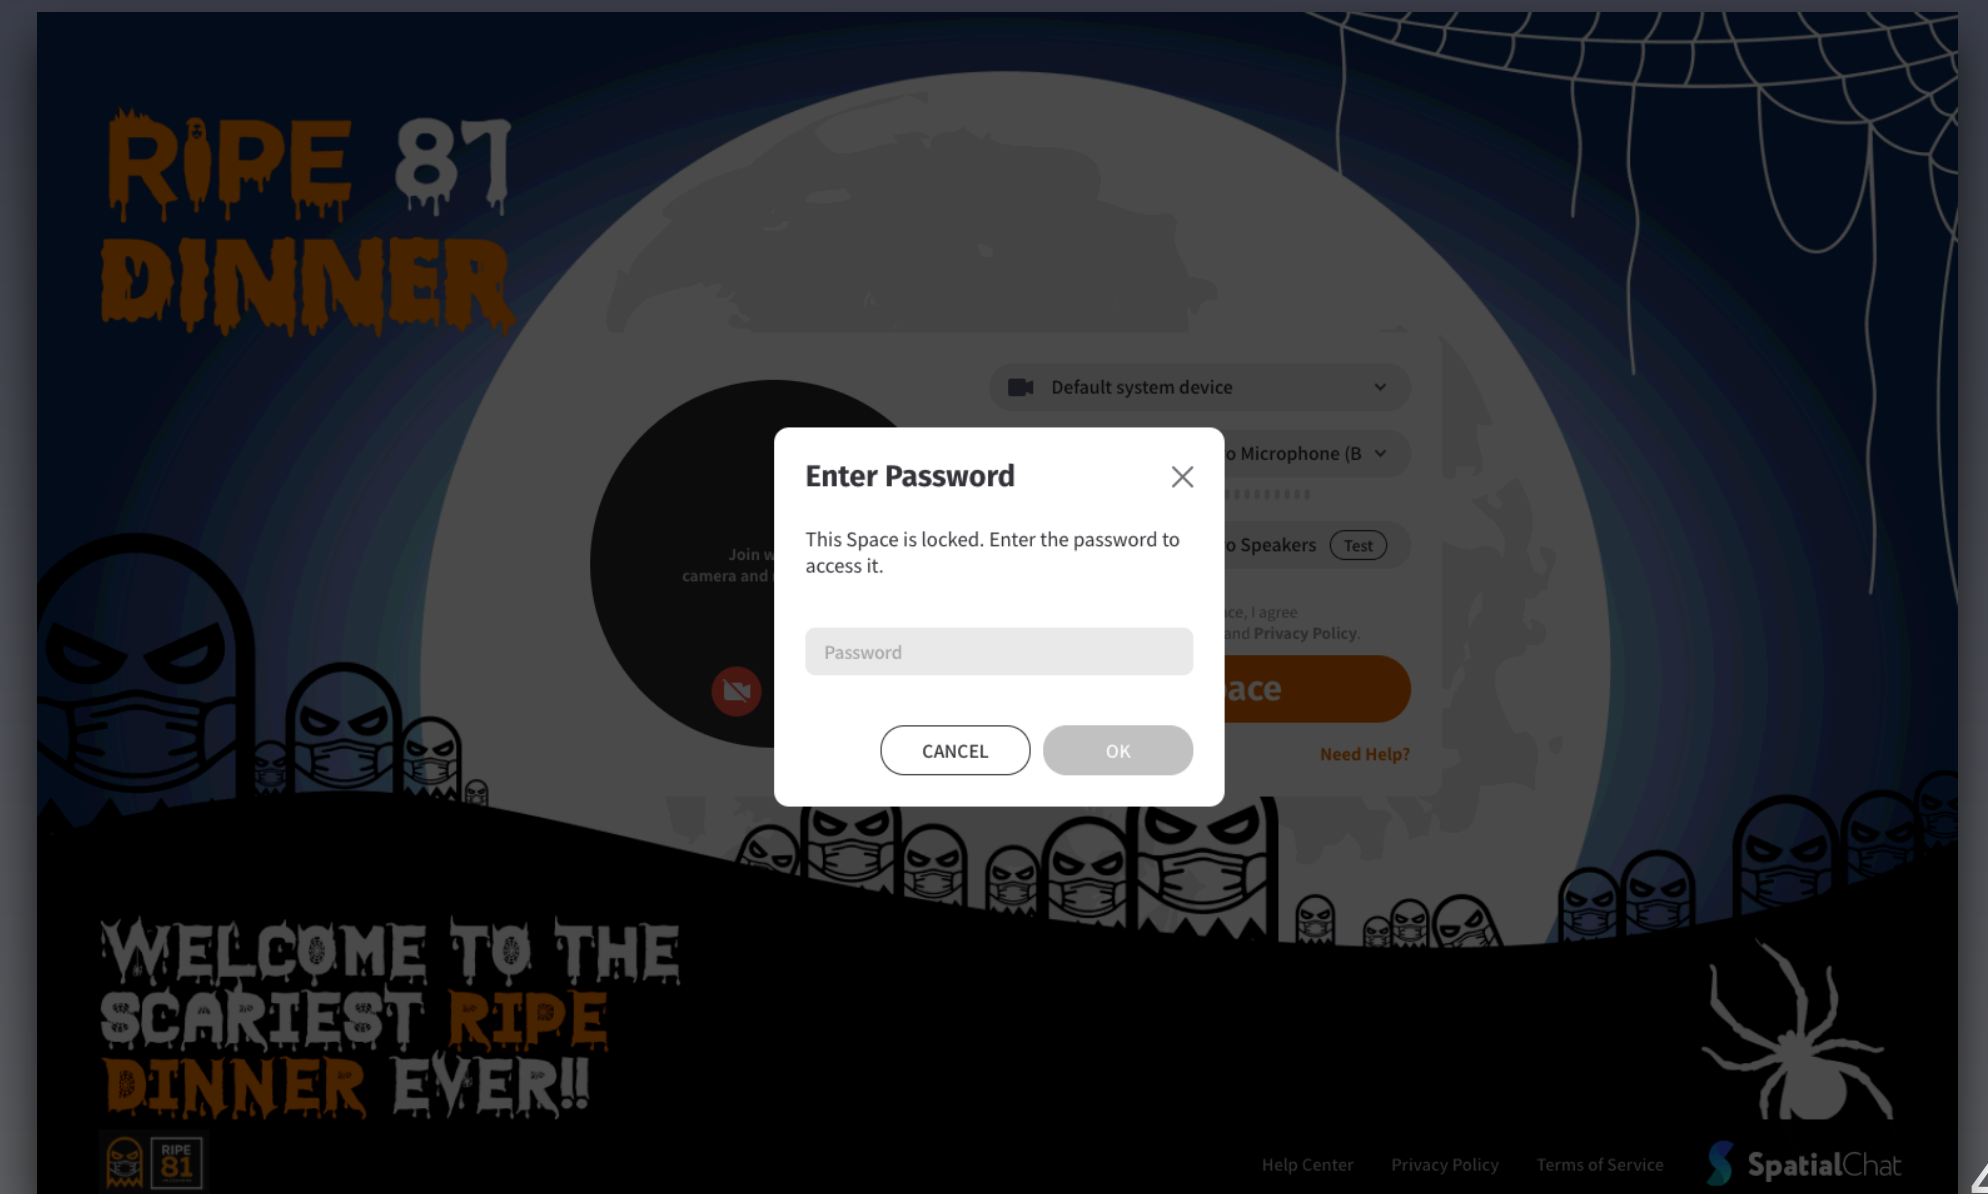 RIPE 81
DINNER
Default system device
o Microphone (B
Enter Password
This Space is locked. Enter the password to
access it.
o Speakers
Test
Join
camera and
ce, I agree
and Privacy Policy.
Password
ace
CANCEL
OK
Need Help?
WELCOME TO THE
SCARIEST RIPE
DINNER EVER!!
RIPE
81
Help Center
Privacy Policy
Terms of Service
SpatialChat